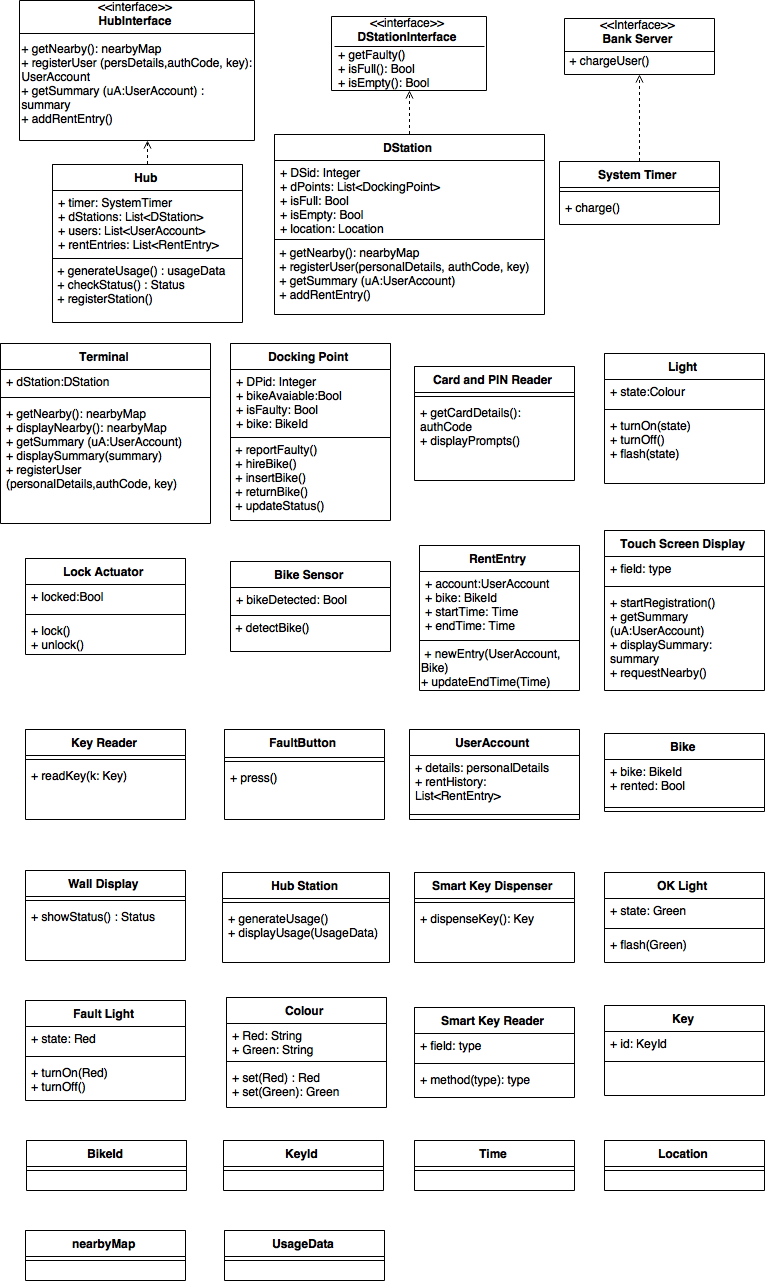 <<interface>>
HubInterface
+ getNearby(): nearbyMap
+ registerUser (persDetails,authCode, key):
UserAccount
+ getSummary (uA:UserAccount) :
summary
+ addRentEntry()
<<interface>>
DStationInterface
+ getFaulty()
+ isFull(): Bool
+ isEmpty(): Bool
<<Interface>>
Bank Server
+ chargeUser()
Hub
+ timer: SystemTimer
+ dStations: List<DStation>
+ users: List<UserAccount>
+ rentEntries: List<RentEntry>
+ generateUsage() : usageData
+ checkStatus() : Status
+ registerStation()
DStation
+ DSid: Integer
+ dPoints: List<DockingPoint>
+ isFull: Bool
+ isEmpty: Bool
+ location: Location
+ getNearby(): nearbyMap
+ registerUser(personalDetails, authCode, key)
+ getSummary (uA:UserAccount)
+ addRentEntry()
System Timer
+ charge()
Terminal
+ dStation:DStation
+ getNearby(): nearbyMap
+ displayNearby(): nearbyMap
+ getSummary (uA:UserAccount)
+ displaySummary(summary)
+ registerUser
(personalDetails,authCode, key)
Docking Point
+ DPid: Integer
+ bikeAvaiable:Bool
+ isFaulty: Bool
+ bike: BikeId
+ reportFaulty()
+ hireBike()
+ insertBike()
+ returnBike()
+ updateStatus()
Card and PIN Reader
+ getCardDetails():
authCode
+ displayPrompts()
Light
+ state:Colour
+ turnOn(state)
+ turnOff()
+ flash(state)
Lock Actuator
+ locked:Bool
+ lock()
+ unlock()
Bike Sensor
+ bikeDetected: Bool
+ detectBike()
RentEntry
+ account:UserAccount
+ bike: BikeId
+ startTime: Time
+ endTime: Time
+ newEntry(UserAccount,
Bike)
+ updateEndTime(Time)
Touch Screen Display
+ field: type
+ startRegistration()
+ getSummary
(uA:UserAccount)
+ displaySummary:
summary
+ requestNearby()
Key Reader
+ readKey(k: Key)
FaultButton
+ press()
UserAccount
+ details: personalDetails
+ rentHistory:
List<RentEntry>
Bike
+ bike: BikeId
+ rented: Bool
Wall Display
+ showStatus() : Status
Hub Station
+ generateUsage()
+ displayUsage(UsageData)
Smart Key Dispenser
+ dispenseKey(): Key
OK Light
+ state: Green
+ flash(Green)
Fault Light
+ state: Red
+ turnOn(Red)
+ turnOff()
Colour
+ Red: String
+ Green: String
+ set(Red) : Red
+ set(Green): Green
Smart Key Reader
+ field: type
+ method(type): type
Key
+ id: KeyId
BikeId
KeyId
Time
Location
nearbyMap
UsageData